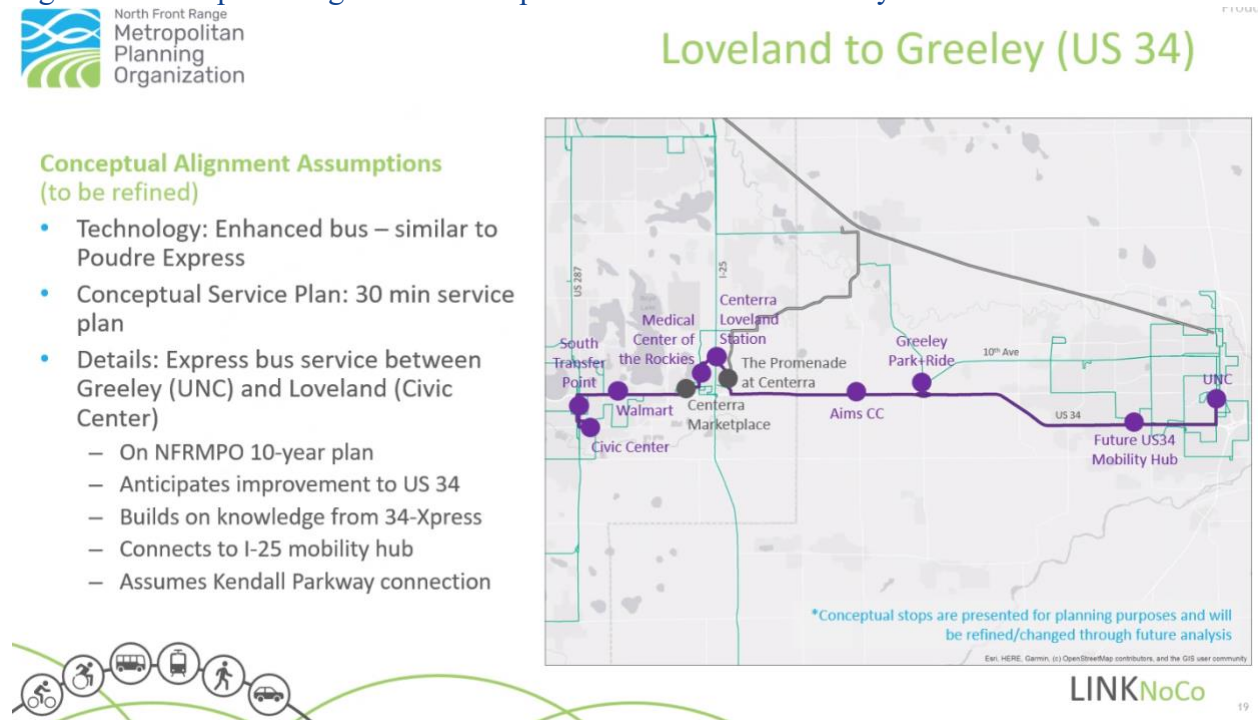 North Front Range
Metropolitan
Planning
Organization
Loveland to Greeley (US 34)
Conceptual Alignment Assumptions
(to be refined)
• Technology: Enhanced bus – similar to
Poudre Express
• Conceptual Service Plan: 30 min service
plan
• Details: Express bus service between
Greeley (UNC) and Loveland (Civic
Center)
– On NFRMPO 10-year plan
– Anticipates improvement to US 34
– Builds on knowledge from 34-Xpress
– Connects to I-25 mobility hub
– Assumes Kendall Parkway connection
US 287
I-25
South
Transfer
Point
Walmart
Civic Center
Medical
Center of
the Rockies
Centerra
Loveland
Station
The Promenade
at Centerra
Centerra
Marketplace
Aims CC
Greeley
Park+Ride
10th Ave
US 34
Future US34
Mobility Hub
UNC
*Conceptual stops are presented for planning purposes and will
be refined/changed through future analysis
Esri, HERE, Garmin, (c) OpenStreetMap contributors, and the GIS user community
LINKNoCo
19